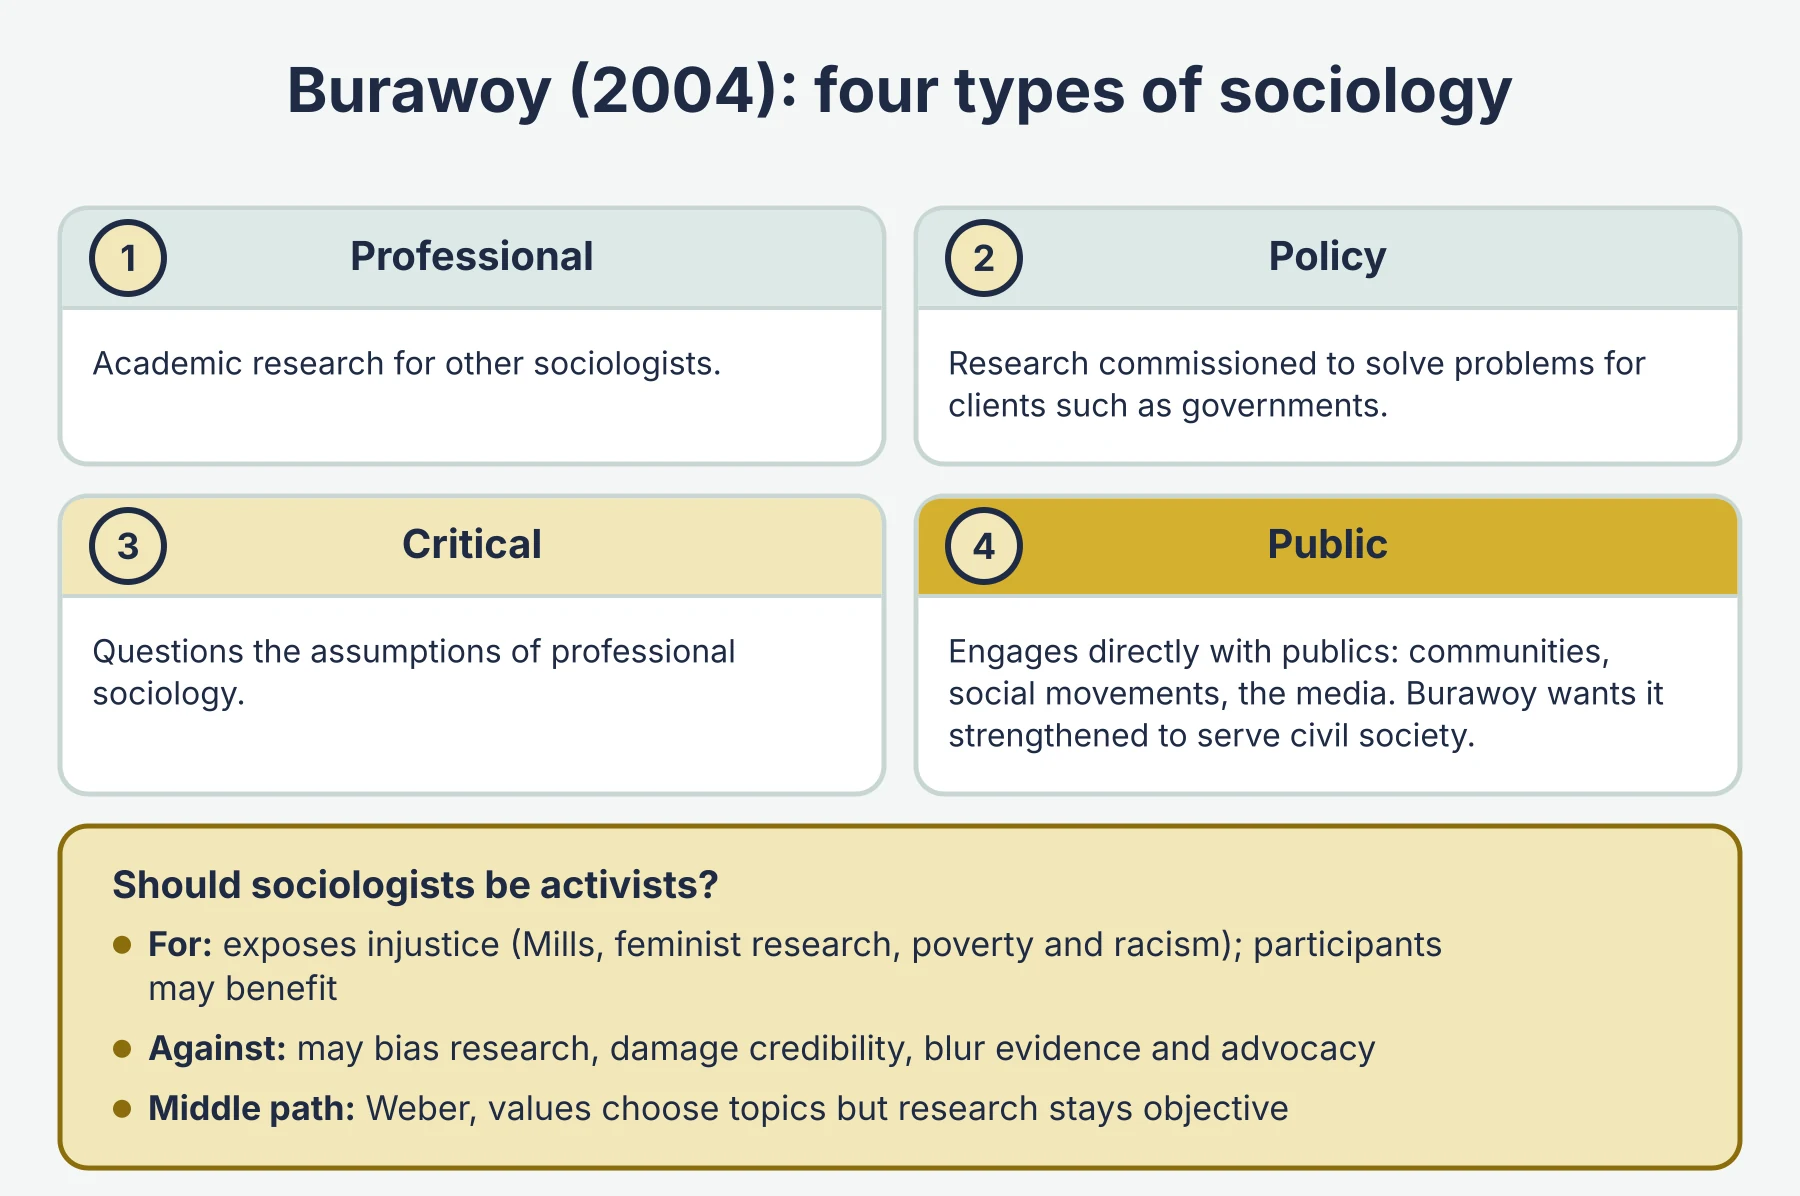 Burawoy (2004): four types of sociology
1
Professional
Academic research for other sociologists.
2
Policy
Research commissioned to solve problems for
clients such as governments.
3
Critical
Questions the assumptions of professional
sociology.
4
Public
Engages directly with publics: communities,
social movements, the media. Burawoy wants it
strengthened to serve civil society.
Should sociologists be activists?
For: exposes injustice (Mills, feminist research, poverty and racism); participants
may benefit
Against: may bias research, damage credibility, blur evidence and advocacy
Middle path: Weber, values choose topics but research stays objective